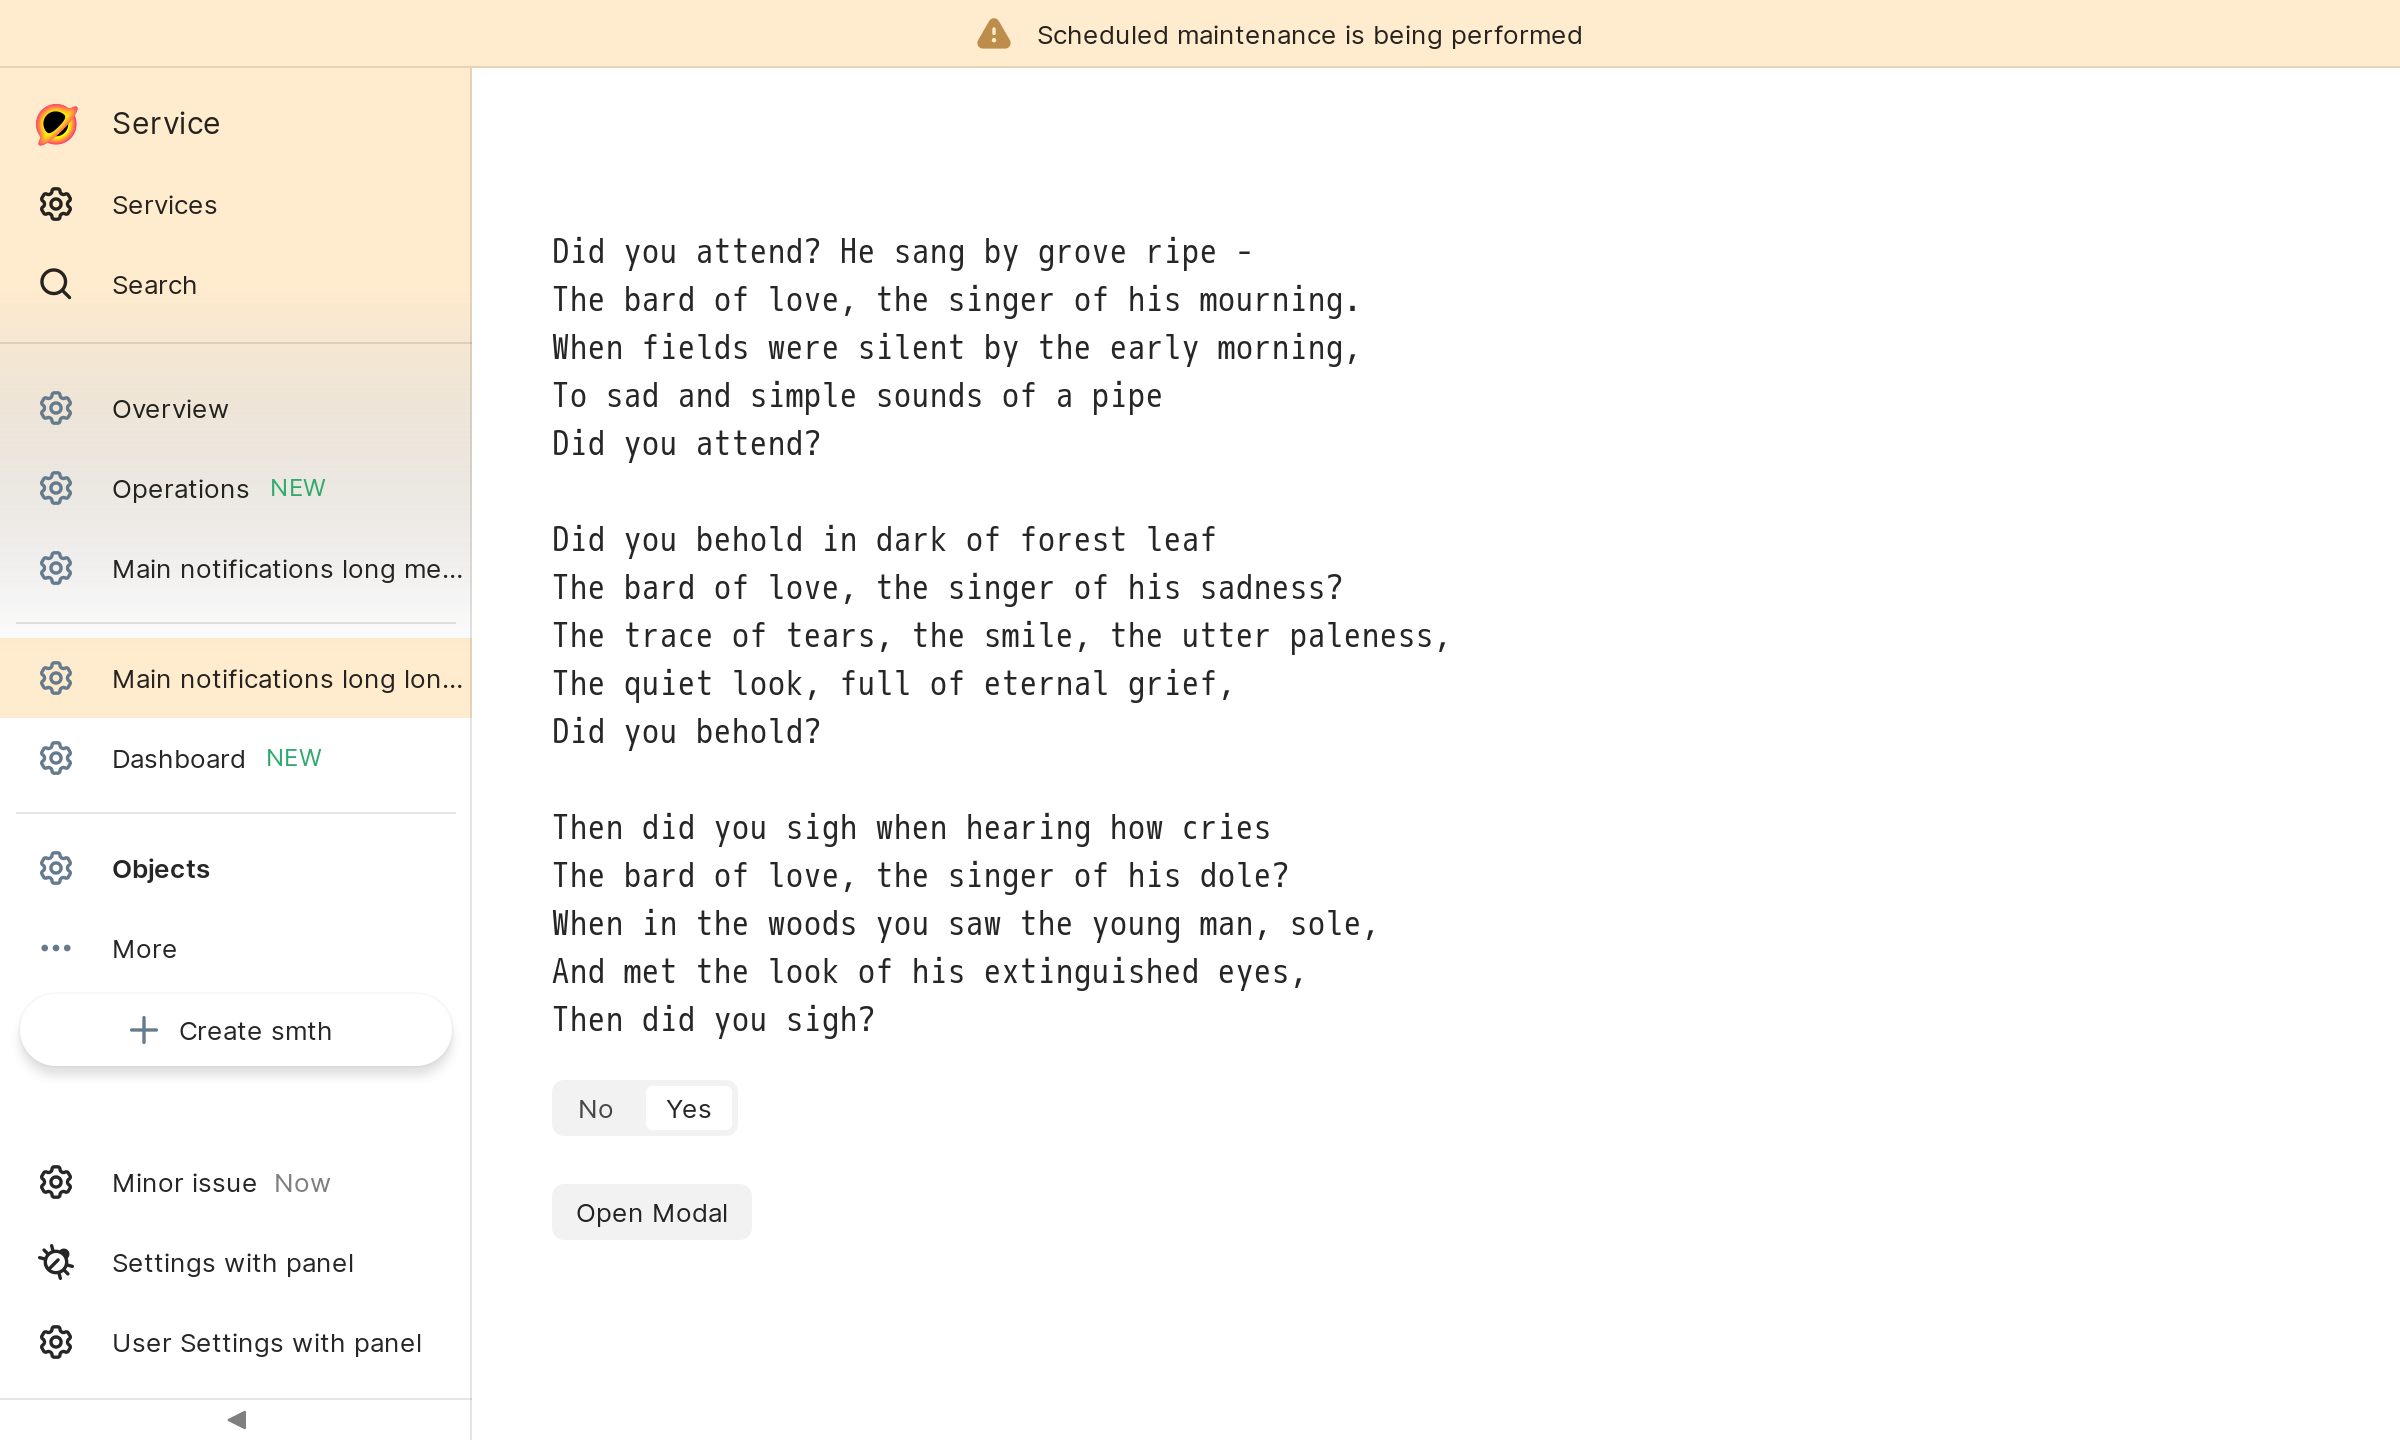 Scheduled maintenance is being performed
Service
Services
Search
Overview
Operations NEW
Main notifications long me...
Main notifications long lon...
Dashboard NEW
Objects
More
Create smth
Minor issue Now
Settings with panel
User Settings with panel
Did you attend? He sang by grove ripe -
The bard of love, the singer of his mourning.
When fields were silent by the early morning,
To sad and simple sounds of a pipe
Did you attend?
Did you behold in dark of forest leaf
The bard of love, the singer of his sadness?
The trace of tears, the smile, the utter paleness,
The quiet look, full of eternal grief,
Did you behold?
Then did you sigh when hearing how cries
The bard of love, the singer of his dole?
When in the woods you saw the young man, sole,
And met the look of his extinguished eyes,
Then did you sigh?
No Yes
Open Modal